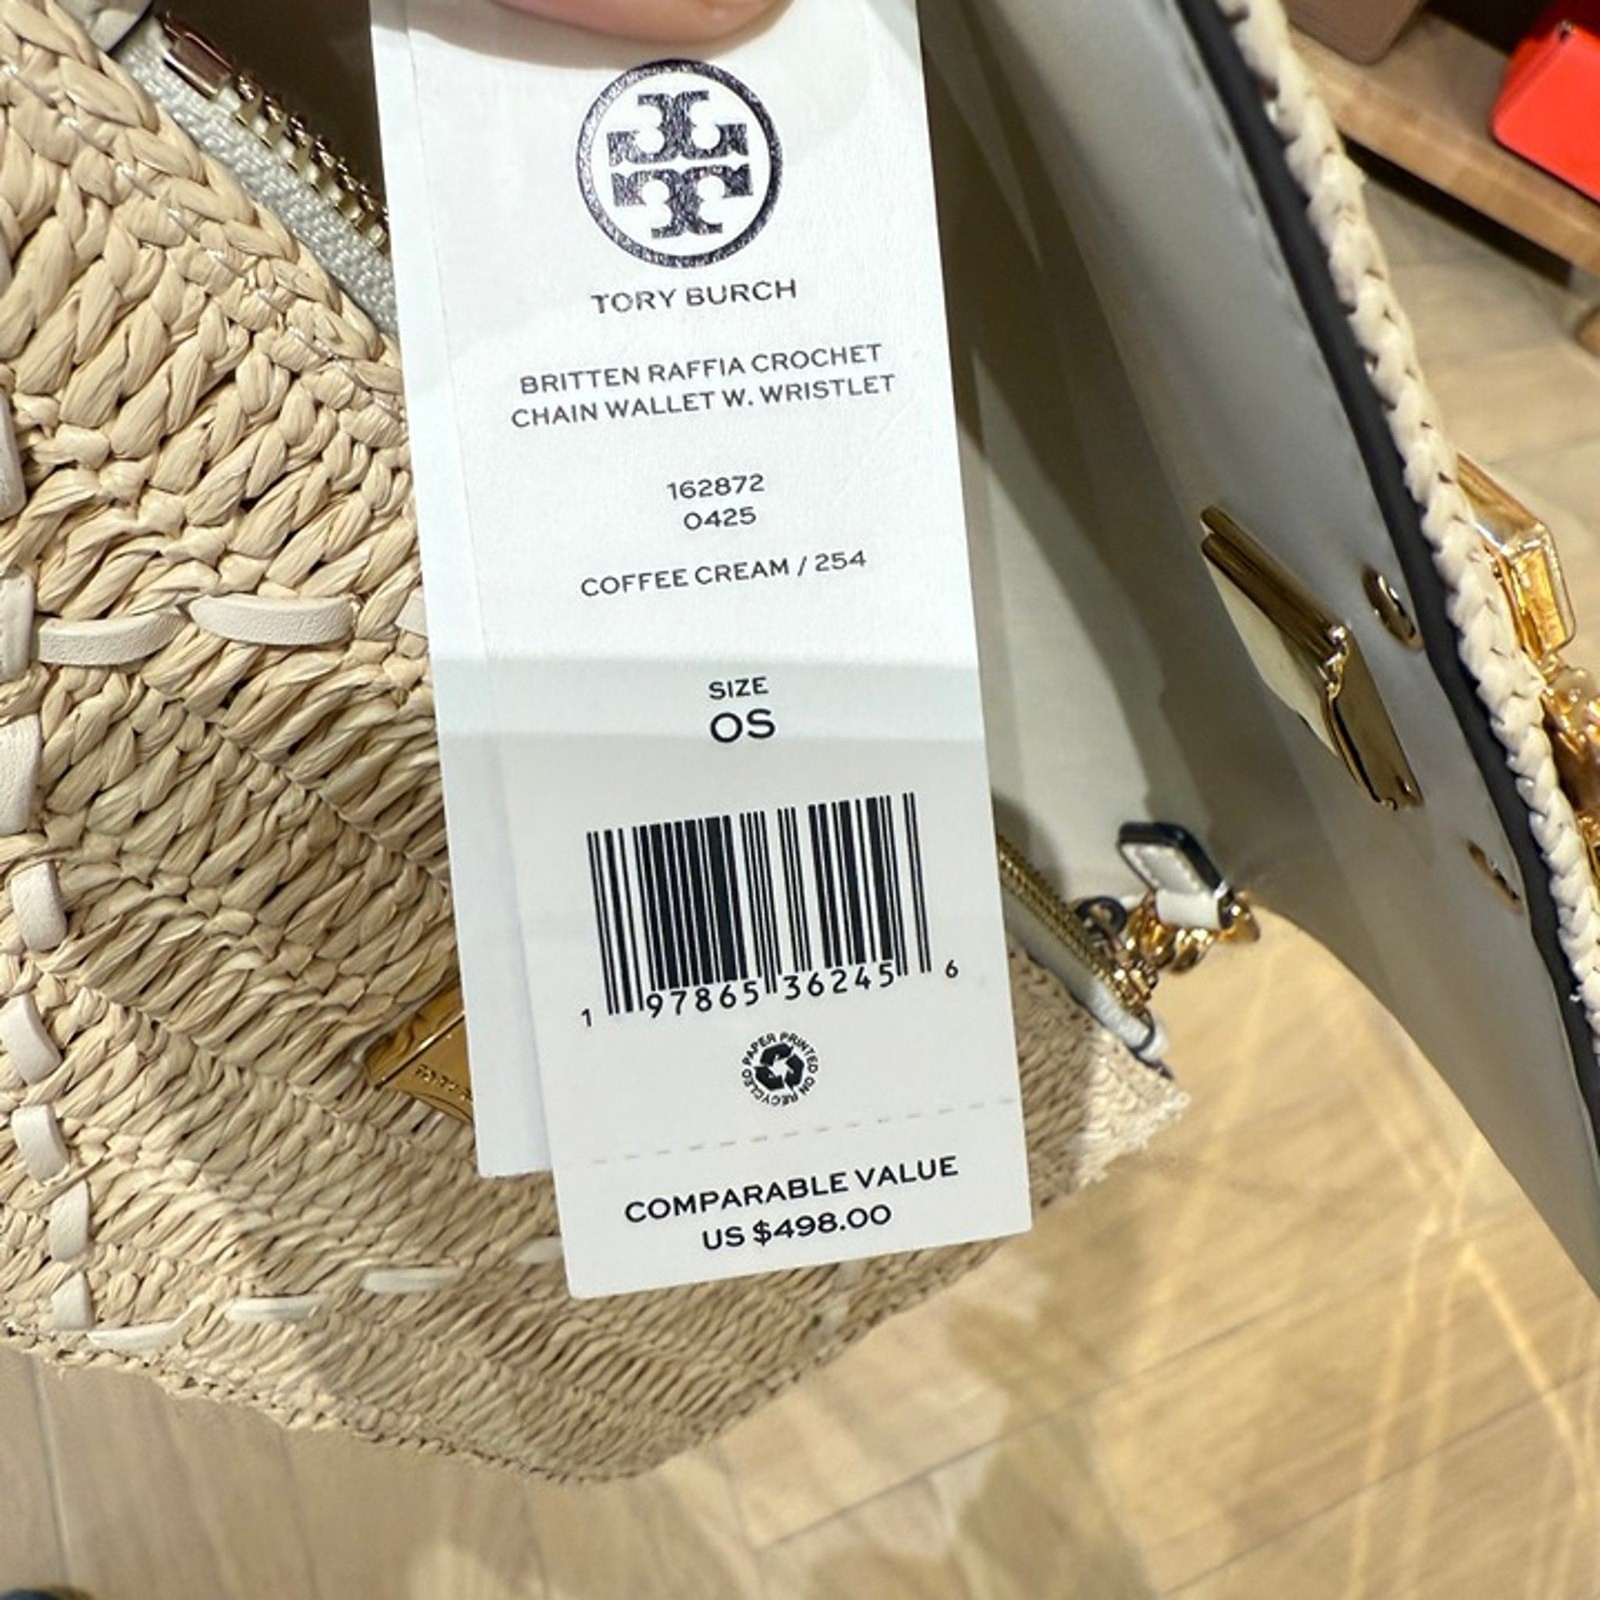 TORY BURCH
BRITTEN RAFFIA CROCHET
CHAIN WALLET W. WRISTLET
162872
0425
COFFEE CREAM / 254
SIZE
OS
1 97865 36245 6
PAPER PRINTED ON RECYCLED
COMPARABLE VALUE
US $498.00